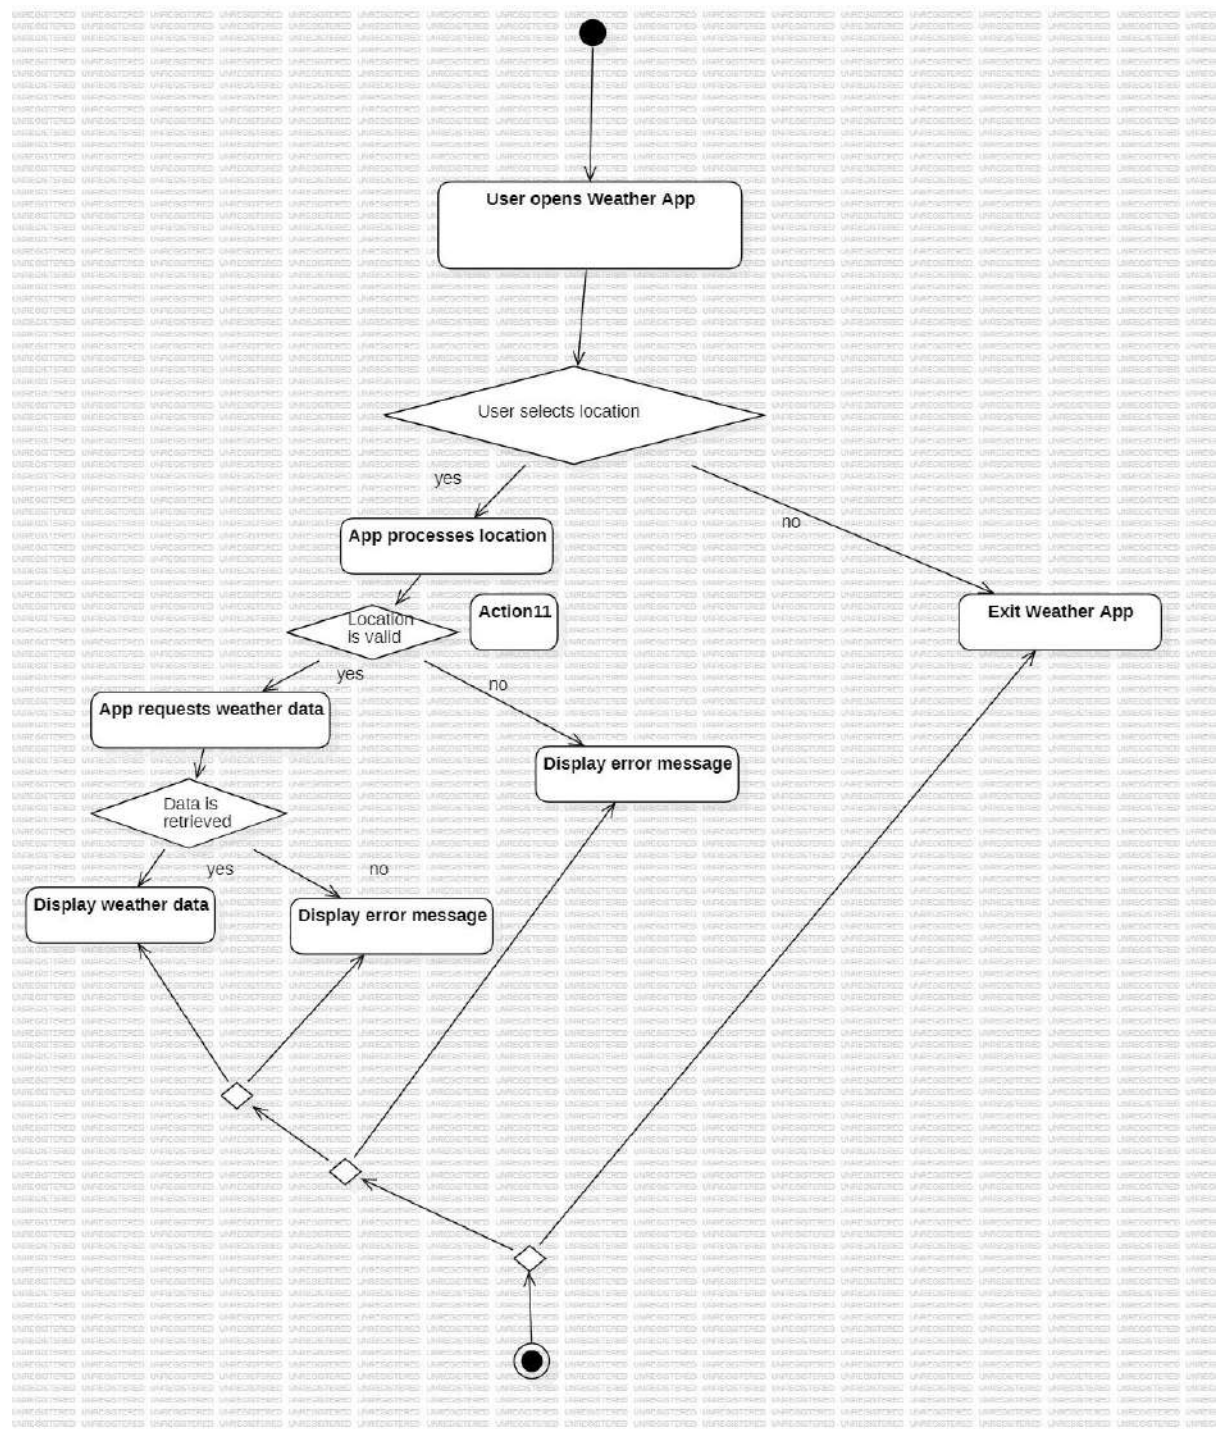 User opens Weather App
User selects location
yes
no
App processes location
Location
is valid
Action11
Exit Weather App
yes
no
App requests weather data
Display error message
Data is
retrieved
yes
no
Display weather data
Display error message
UNREGISTERED